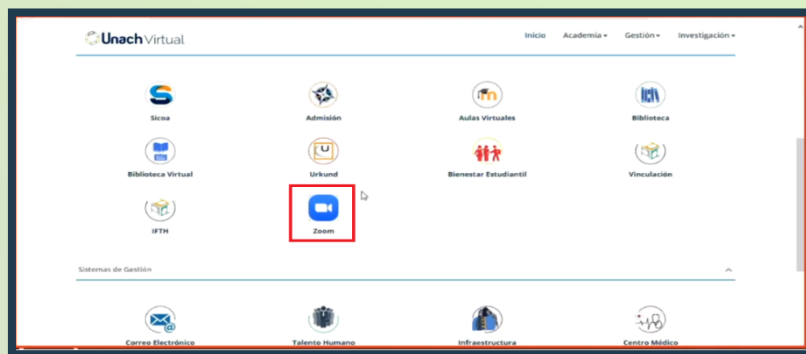 Unach Virtual
Inicio Academia Gestión Investigación
Sicoa Admisión Aulas Virtuales Biblioteca
Biblioteca Virtual Urkund Bienestar Estudiantil Vinculación
IFTH Zoom
Sistemas de Gestión
Correo Electrónico Talento Humano Infraestructura Centro Médico